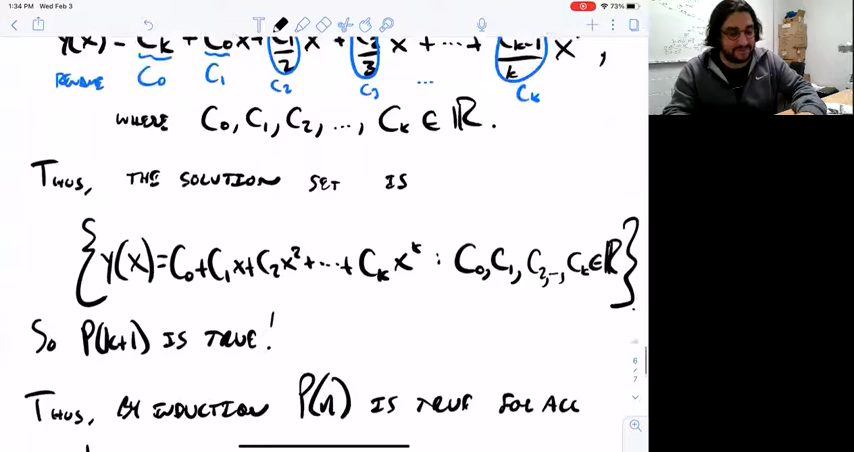 1:34 PM Wed Feb 3
73%
y(x) = Ck + C0x + C1/2 x + C2/3 x + ... + Ck-1/k x ,
RENAME C0 C1 C2 C3 ... Ck
WHERE C0, C1, C2, ..., Ck ∈ ℝ.
THUS, THE SOLUTION SET IS
{y(x)=C0+C1x+C2x²+...+Ckx^k : C0,C1,C2,...,Ck∈ℝ}.
SO P(k+1) IS TRUE!
THUS, BY INDUCTION P(n) IS TRUE FOR ALL
6/7